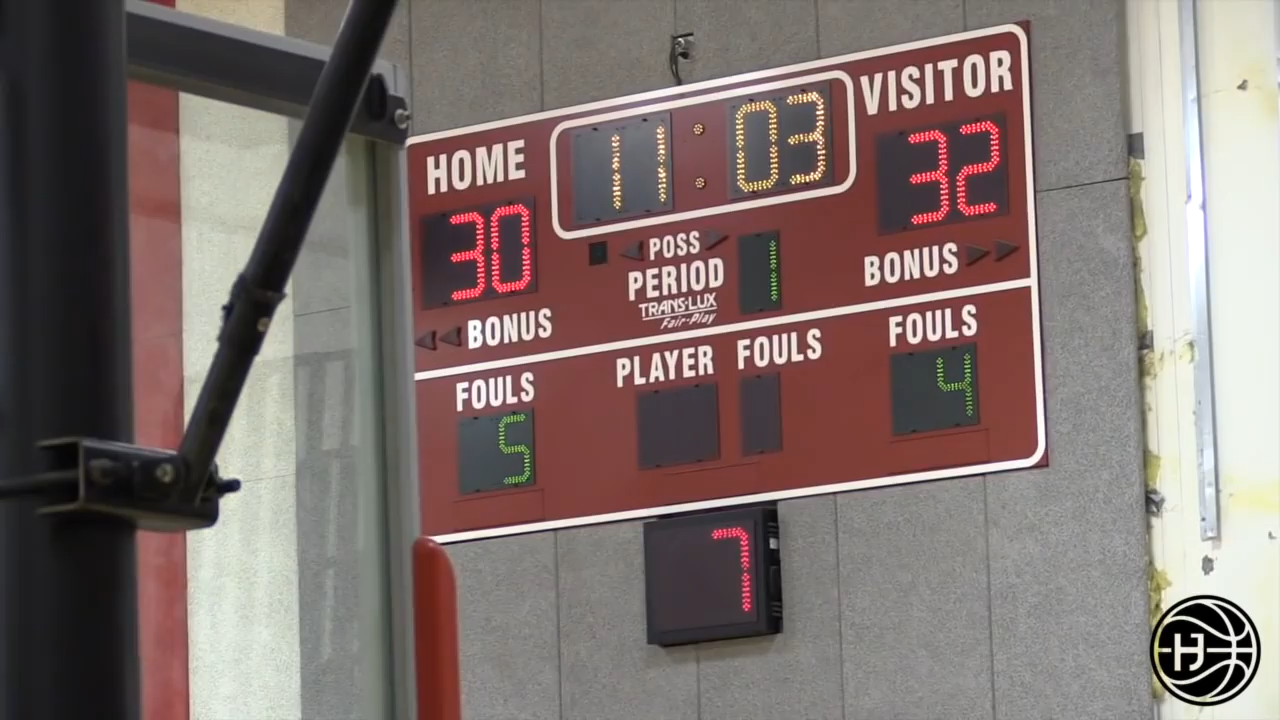 VISITOR
HOME
11:03
30
32
POSS
PERIOD
1
TRANS-LUX
Fair-Play
BONUS
BONUS
FOULS
PLAYER FOULS
FOULS
5
4
7
HJ